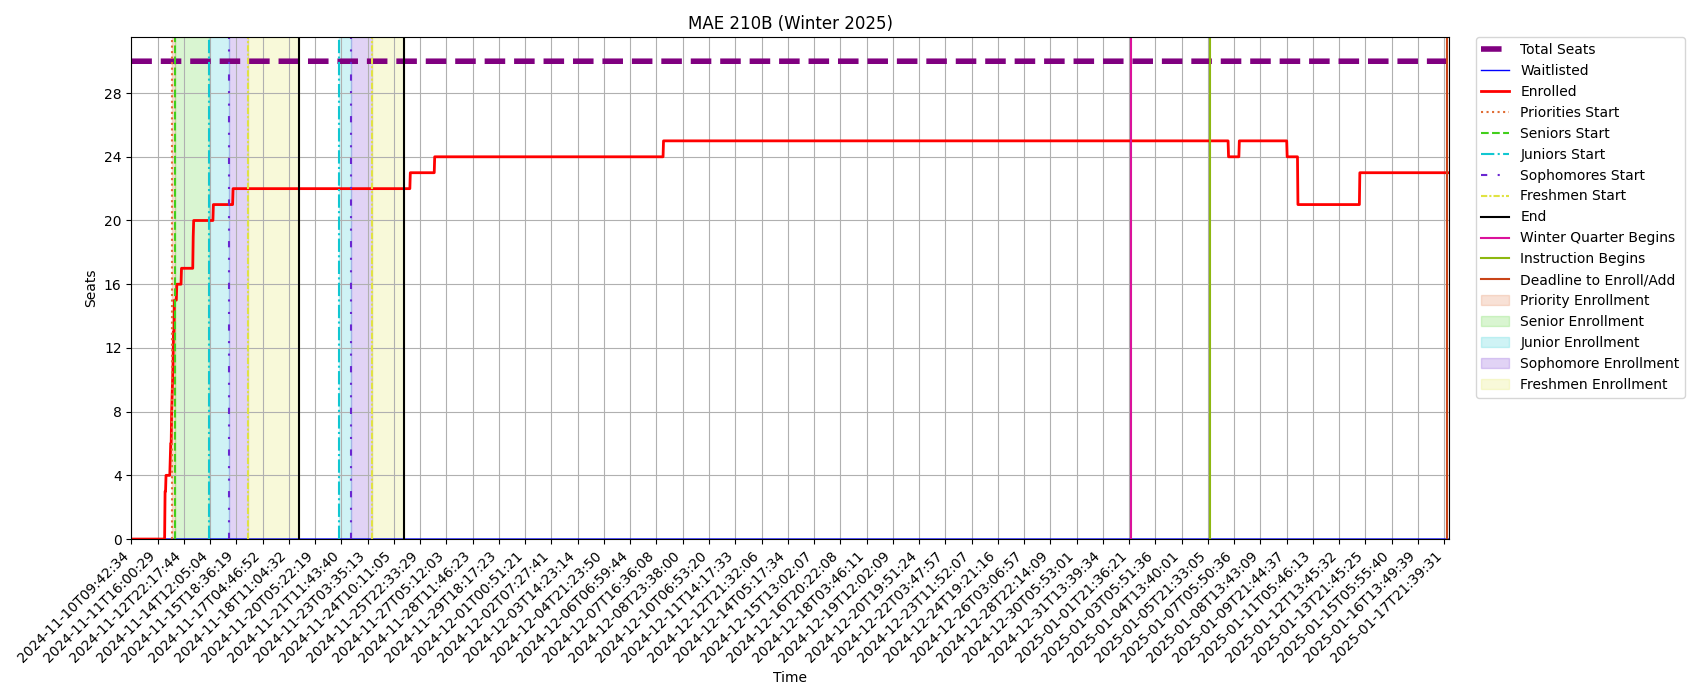 MAE 210B (Winter 2025)
Total Seats
Waitlisted
Enrolled
Priorities Start
Seniors Start
Juniors Start
Sophomores Start
Freshmen Start
End
Winter Quarter Begins
Instruction Begins
Deadline to Enroll/Add
Priority Enrollment
Senior Enrollment
Junior Enrollment
Sophomore Enrollment
Freshmen Enrollment
Seats
28
24
20
16
12
8
4
0
2024-11-10T09:42:34
2024-11-11T16:00:29
2024-11-12T22:17:44
2024-11-14T12:05:04
2024-11-15T18:36:19
2024-11-17T04:46:52
2024-11-18T11:04:32
2024-11-20T05:22:19
2024-11-21T11:43:40
2024-11-23T03:35:13
2024-11-24T10:11:05
2024-11-25T22:33:29
2024-11-27T05:12:03
2024-11-28T11:46:23
2024-11-29T18:17:23
2024-12-01T00:51:21
2024-12-02T07:27:41
2024-12-03T14:23:14
2024-12-04T21:23:50
2024-12-06T06:59:44
2024-12-07T16:36:08
2024-12-08T23:38:00
2024-12-10T06:53:20
2024-12-11T14:17:33
2024-12-12T21:32:06
2024-12-14T05:17:34
2024-12-15T13:02:07
2024-12-16T20:22:08
2024-12-18T03:46:11
2024-12-19T12:02:09
2024-12-20T19:51:24
2024-12-22T03:47:57
2024-12-23T11:52:07
2024-12-24T19:21:16
2024-12-26T03:06:57
2024-12-28T22:14:09
2024-12-30T05:53:01
2024-12-31T13:39:34
2025-01-01T21:36:21
2025-01-03T05:51:36
2025-01-04T13:40:01
2025-01-05T21:33:05
2025-01-07T05:50:36
2025-01-08T13:43:09
2025-01-09T21:44:37
2025-01-11T05:46:13
2025-01-12T13:45:32
2025-01-13T21:45:25
2025-01-15T05:55:40
2025-01-16T13:49:39
2025-01-17T21:39:31
Time